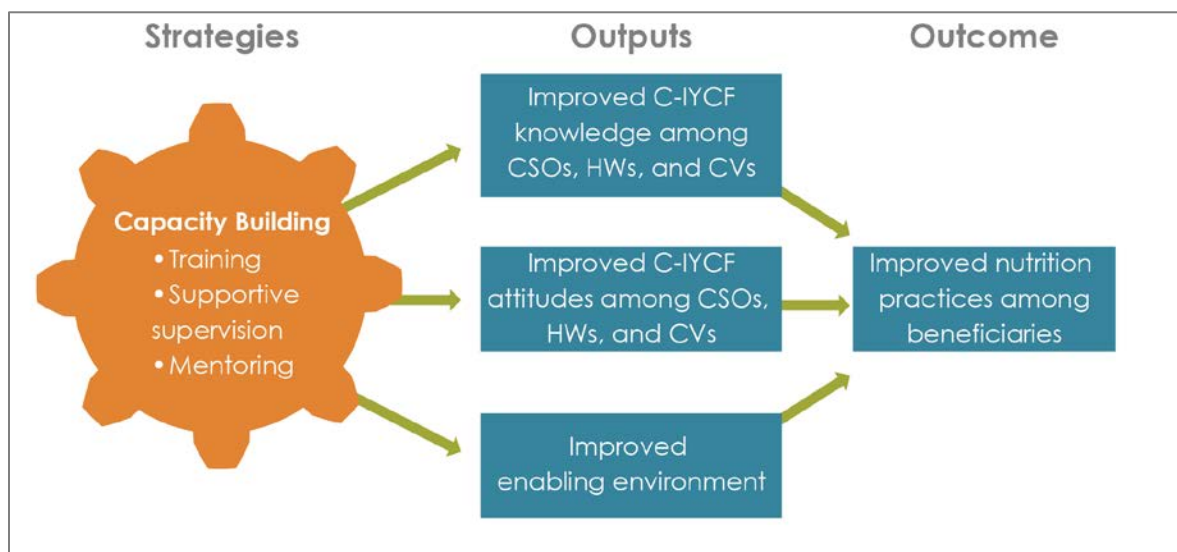 Strategies
Outputs
Outcome
Capacity Building
• Training
• Supportive
supervision
• Mentoring
Improved C-IYCF
knowledge among
CSOs, HWs, and CVs
Improved C-IYCF
attitudes among CSOs,
HWs, and CVs
Improved
enabling environment
Improved nutrition
practices among
beneficiaries